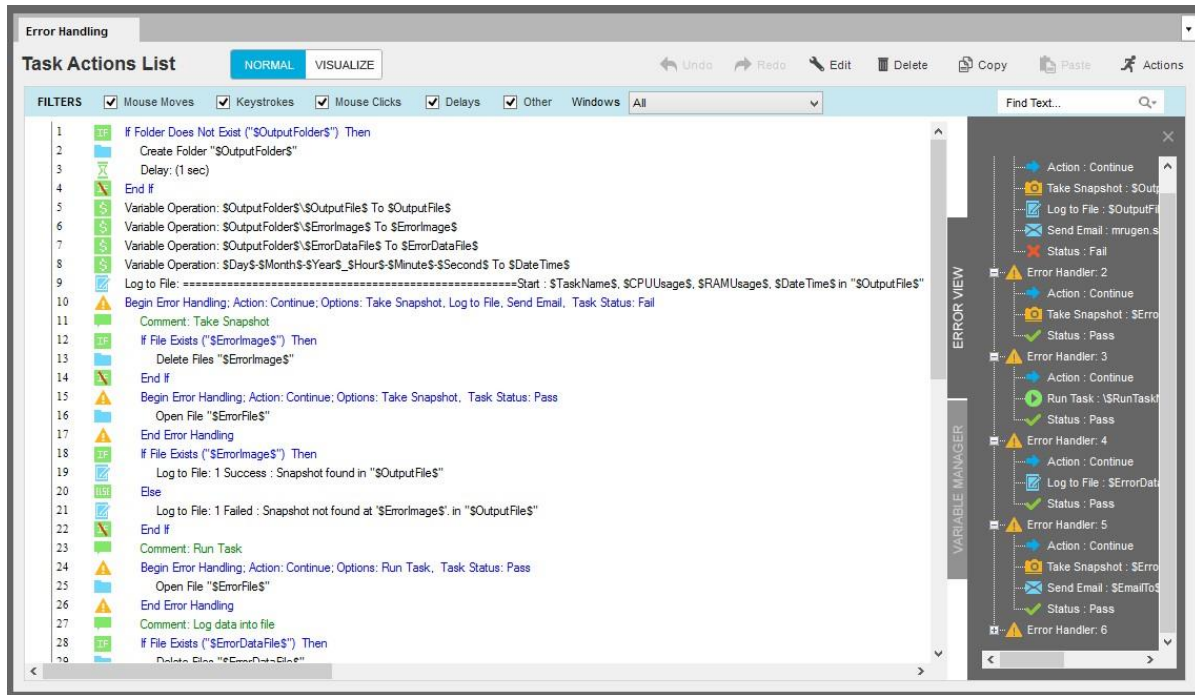 Error Handling
Task Actions List NORMAL VISUALIZE Undo Redo Edit Delete Copy Paste Actions
FILTERS Mouse Moves Keystrokes Mouse Clicks Delays Other Windows All Find Text...
1 IF If Folder Does Not Exist ("$OutputFolder$") Then
2 Create Folder "$OutputFolder$"
3 Delay: (1 sec)
4 End If
5 Variable Operation: $OutputFolder$\$OutputFile$ To $OutputFile$
6 Variable Operation: $OutputFolder$\$ErrorImage$ To $ErrorImage$
7 Variable Operation: $OutputFolder$\$ErrorDataFile$ To $ErrorDataFile$
8 Variable Operation: $Day$-$Month$-$Year$_$Hour$-$Minute$-$Second$ To $DateTime$
9 Log to File: =====================================================Start : $TaskName$, $CPUUsage$, $RAMUsage$, $DateTime$ in "$OutputFile$"
10 Begin Error Handling; Action: Continue; Options: Take Snapshot, Log to File, Send Email, Task Status: Fail
11 Comment: Take Snapshot
12 IF If File Exists ("$ErrorImage$") Then
13 Delete Files "$ErrorImage$"
14 End If
15 Begin Error Handling; Action: Continue; Options: Take Snapshot, Task Status: Pass
16 Open File "$ErrorFile$"
17 End Error Handling
18 IF If File Exists ("$ErrorImage$") Then
19 Log to File: 1 Success : Snapshot found in "$OutputFile$"
20 ELSE Else
21 Log to File: 1 Failed : Snapshot not found at '$ErrorImage$'. in "$OutputFile$"
22 End If
23 Comment: Run Task
24 Begin Error Handling; Action: Continue; Options: Run Task, Task Status: Pass
25 Open File "$ErrorFile$"
26 End Error Handling
27 Comment: Log data into file
28 IF If File Exists ("$ErrorDataFile$") Then
29 Delete Files "$ErrorDataFile$"
ERROR VIEW
VARIABLE MANAGER
Action : Continue
Take Snapshot : $Outp
Log to File : $OutputFil
Send Email : mrugen.s
Status : Fail
Error Handler: 2
Action : Continue
Take Snapshot : $Erro
Status : Pass
Error Handler: 3
Action : Continue
Run Task : \$RunTask
Status : Pass
Error Handler: 4
Action : Continue
Log to File : $ErrorData
Status : Pass
Error Handler: 5
Action : Continue
Take Snapshot : $Erro
Send Email : $EmailTo$
Status : Pass
Error Handler: 6